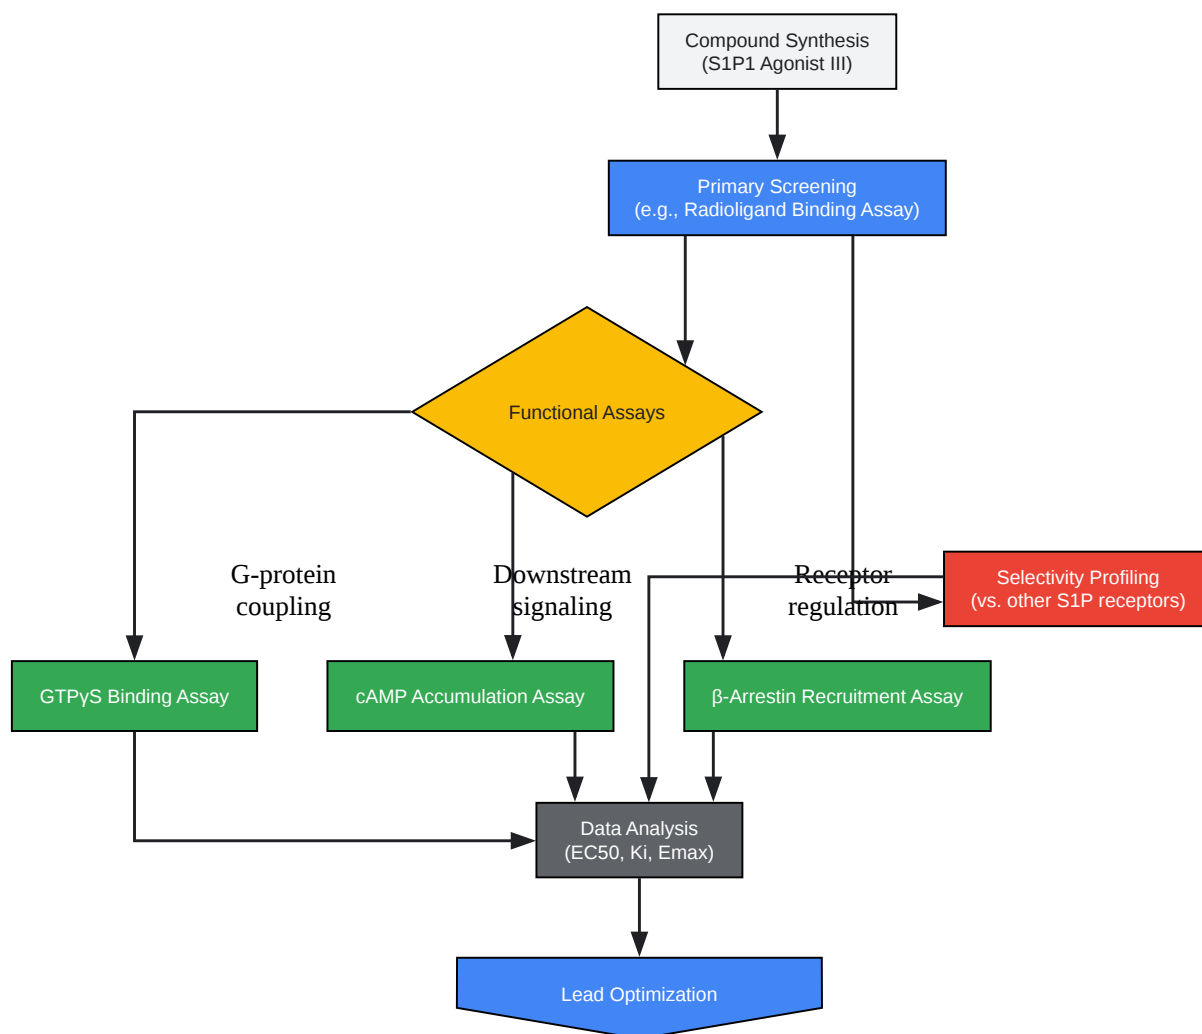 Compound Synthesis
(S1P1 Agonist III)
Primary Screening
(e.g., Radioligand Binding Assay)
Functional Assays
G-protein
coupling
Downstream
signaling
Receptor
regulation
Selectivity Profiling
(vs. other S1P receptors)
GTPγS Binding Assay
cAMP Accumulation Assay
β-Arrestin Recruitment Assay
Data Analysis
(EC50, Ki, Emax)
Lead Optimization